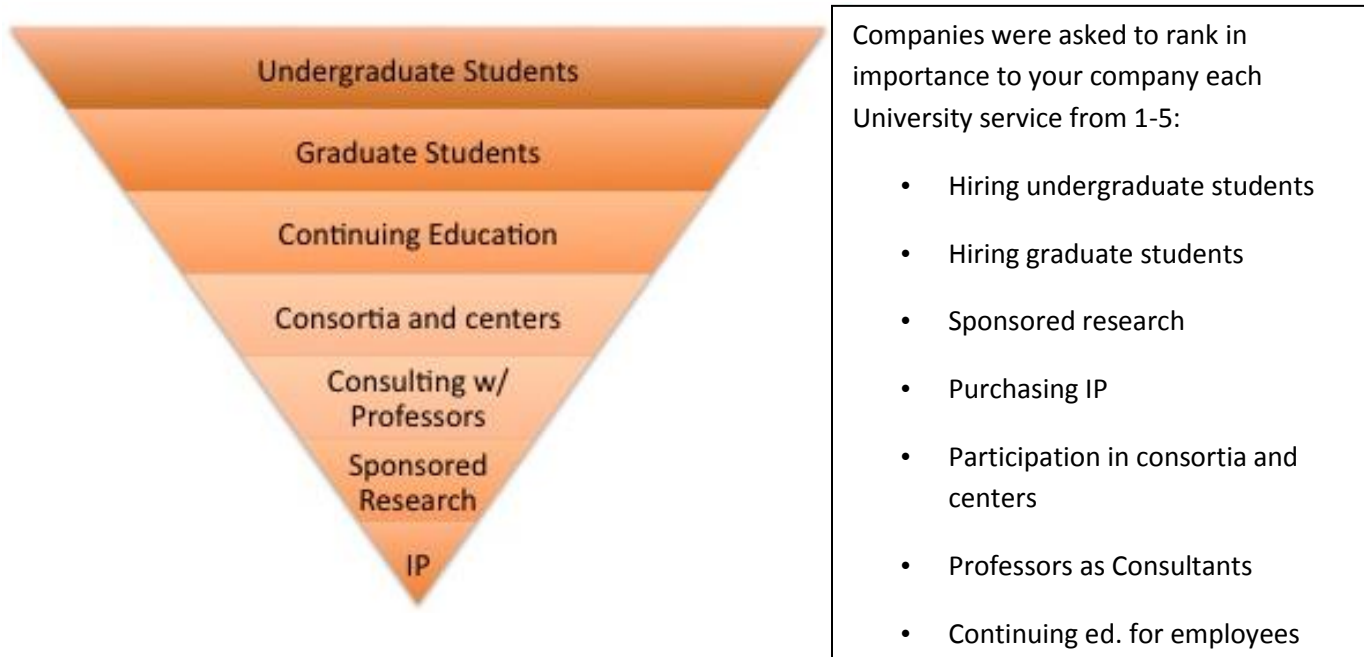 Undergraduate Students
Graduate Students
Continuing Education
Consortia and centers
Consulting w/
Professors
Sponsored
Research
IP
Companies were asked to rank in
importance to your company each
University service from 1-5:
• Hiring undergraduate students
• Hiring graduate students
• Sponsored research
• Purchasing IP
• Participation in consortia and
centers
• Professors as Consultants
• Continuing ed. for employees